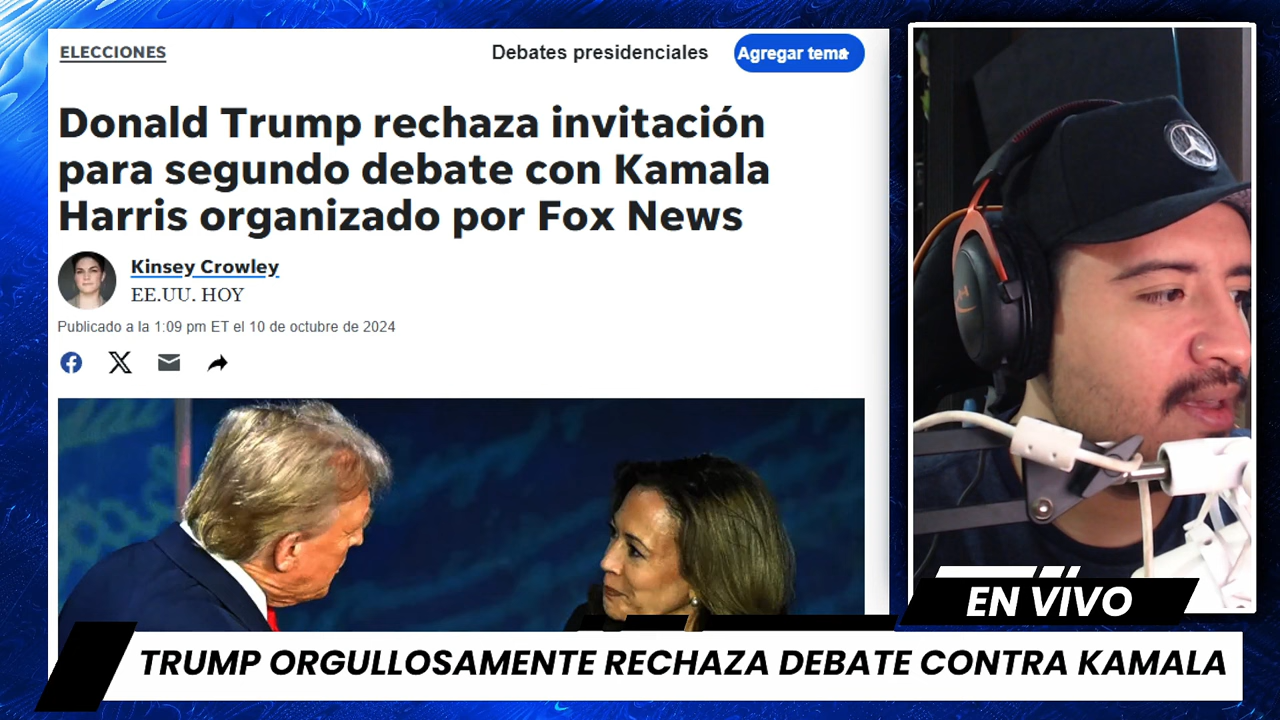 ELECCIONES
Debates presidenciales
Agregar tema
Donald Trump rechaza invitación
para segundo debate con Kamala
Harris organizado por Fox News
Kinsey Crowley
EE.UU. HOY
Publicado a la 1:09 pm ET el 10 de octubre de 2024
EN VIVO
TRUMP ORGULLOSAMENTE RECHAZA DEBATE CONTRA KAMALA